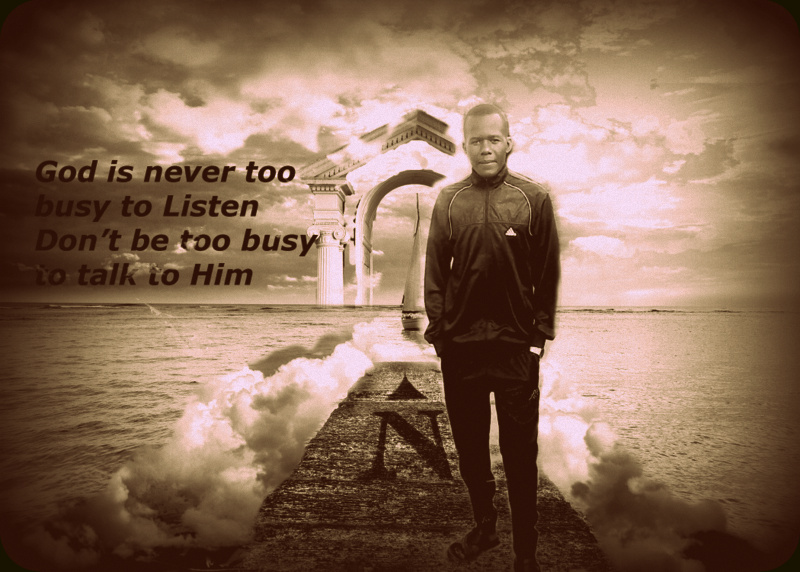 God is never too
busy to Listen
Don't be too busy
to talk to Him
N